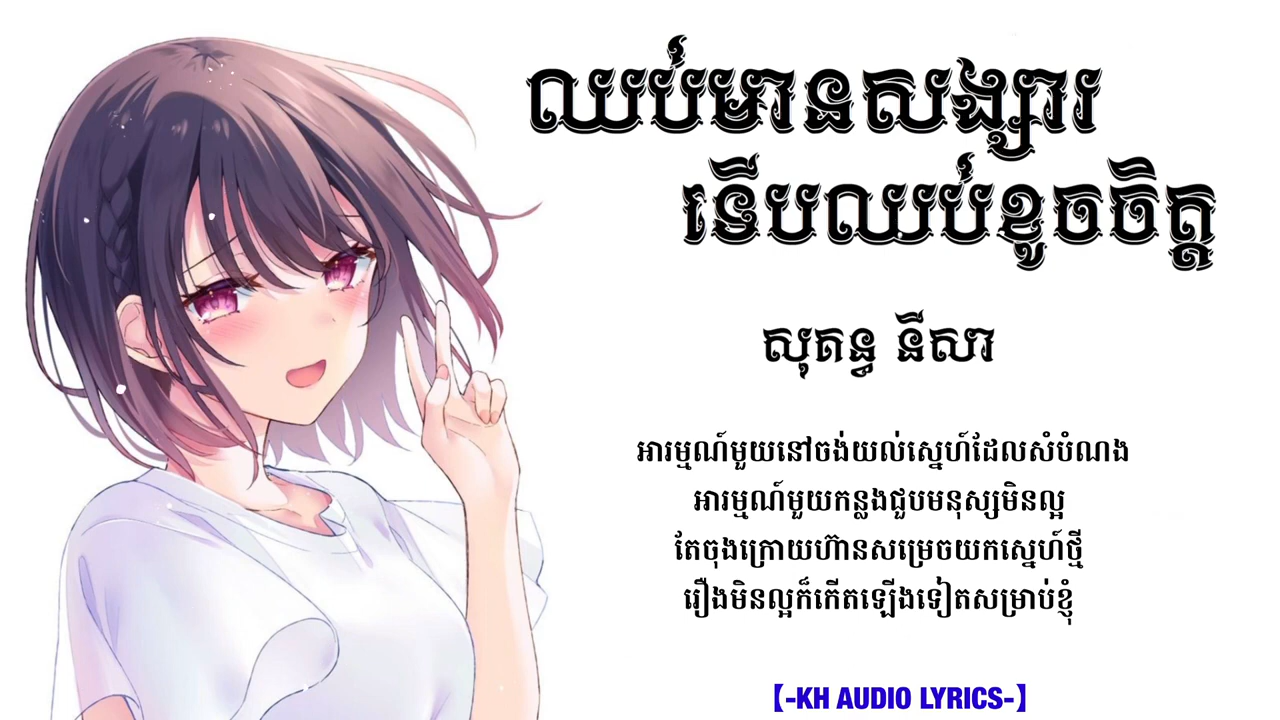 ឈប់មានសង្សារ
ទើបឈប់ខូចចិត្ត
សុគន្ធ នីសា
អារម្មណ៍មួយនៅចង់យល់ស្នេហ៍ដែលសំបំណង
អារម្មណ៍មួយកន្លងជួបមនុស្សមិនល្អ
តែចុងក្រោយហ៊ានសម្រេចយកស្នេហ៍ថ្មី
រឿងមិនល្អក៏កើតឡើងទៀតសម្រាប់ខ្ញុំ
【-KH AUDIO LYRICS-】